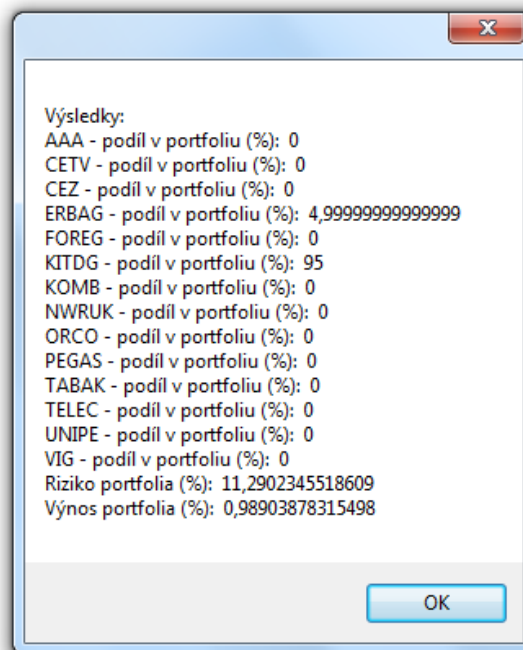 Výsledky:
AAA - podíl v portfoliu (%): 0
CETV - podíl v portfoliu (%): 0
CEZ - podíl v portfoliu (%): 0
ERBAG - podíl v portfoliu (%): 4,99999999999999
FOREG - podíl v portfoliu (%): 0
KITDG - podíl v portfoliu (%): 95
KOMB - podíl v portfoliu (%): 0
NWRUK - podíl v portfoliu (%): 0
ORCO - podíl v portfoliu (%): 0
PEGAS - podíl v portfoliu (%): 0
TABAK - podíl v portfoliu (%): 0
TELEC - podíl v portfoliu (%): 0
UNIPE - podíl v portfoliu (%): 0
VIG - podíl v portfoliu (%): 0
Riziko portfolia (%): 11,2902345518609
Výnos portfolia (%): 0,98903878315498
OK